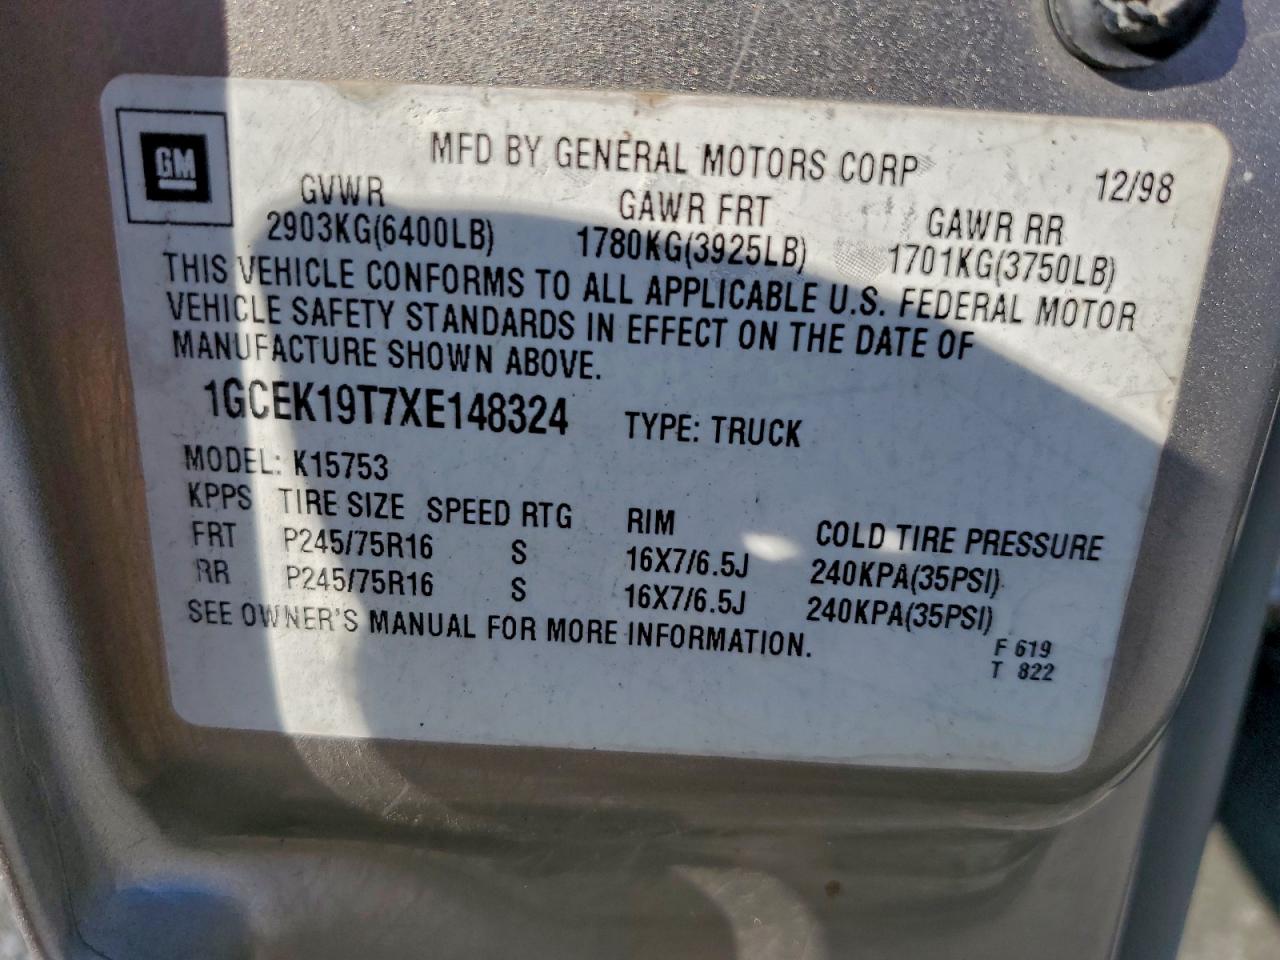 GM
MFD BY GENERAL MOTORS CORP 12/98
GVWR GAWR FRT GAWR RR
2903KG(6400LB) 1780KG(3925LB) 1701KG(3750LB)
THIS VEHICLE CONFORMS TO ALL APPLICABLE U.S. FEDERAL MOTOR
VEHICLE SAFETY STANDARDS IN EFFECT ON THE DATE OF
MANUFACTURE SHOWN ABOVE.
1GCEK19T7XE148324 TYPE: TRUCK
MODEL: K15753
KPPS TIRE SIZE SPEED RTG RIM COLD TIRE PRESSURE
FRT P245/75R16 S 16X7/6.5J 240KPA(35PSI)
RR P245/75R16 S 16X7/6.5J 240KPA(35PSI)
SEE OWNER'S MANUAL FOR MORE INFORMATION.
F 619
T 822